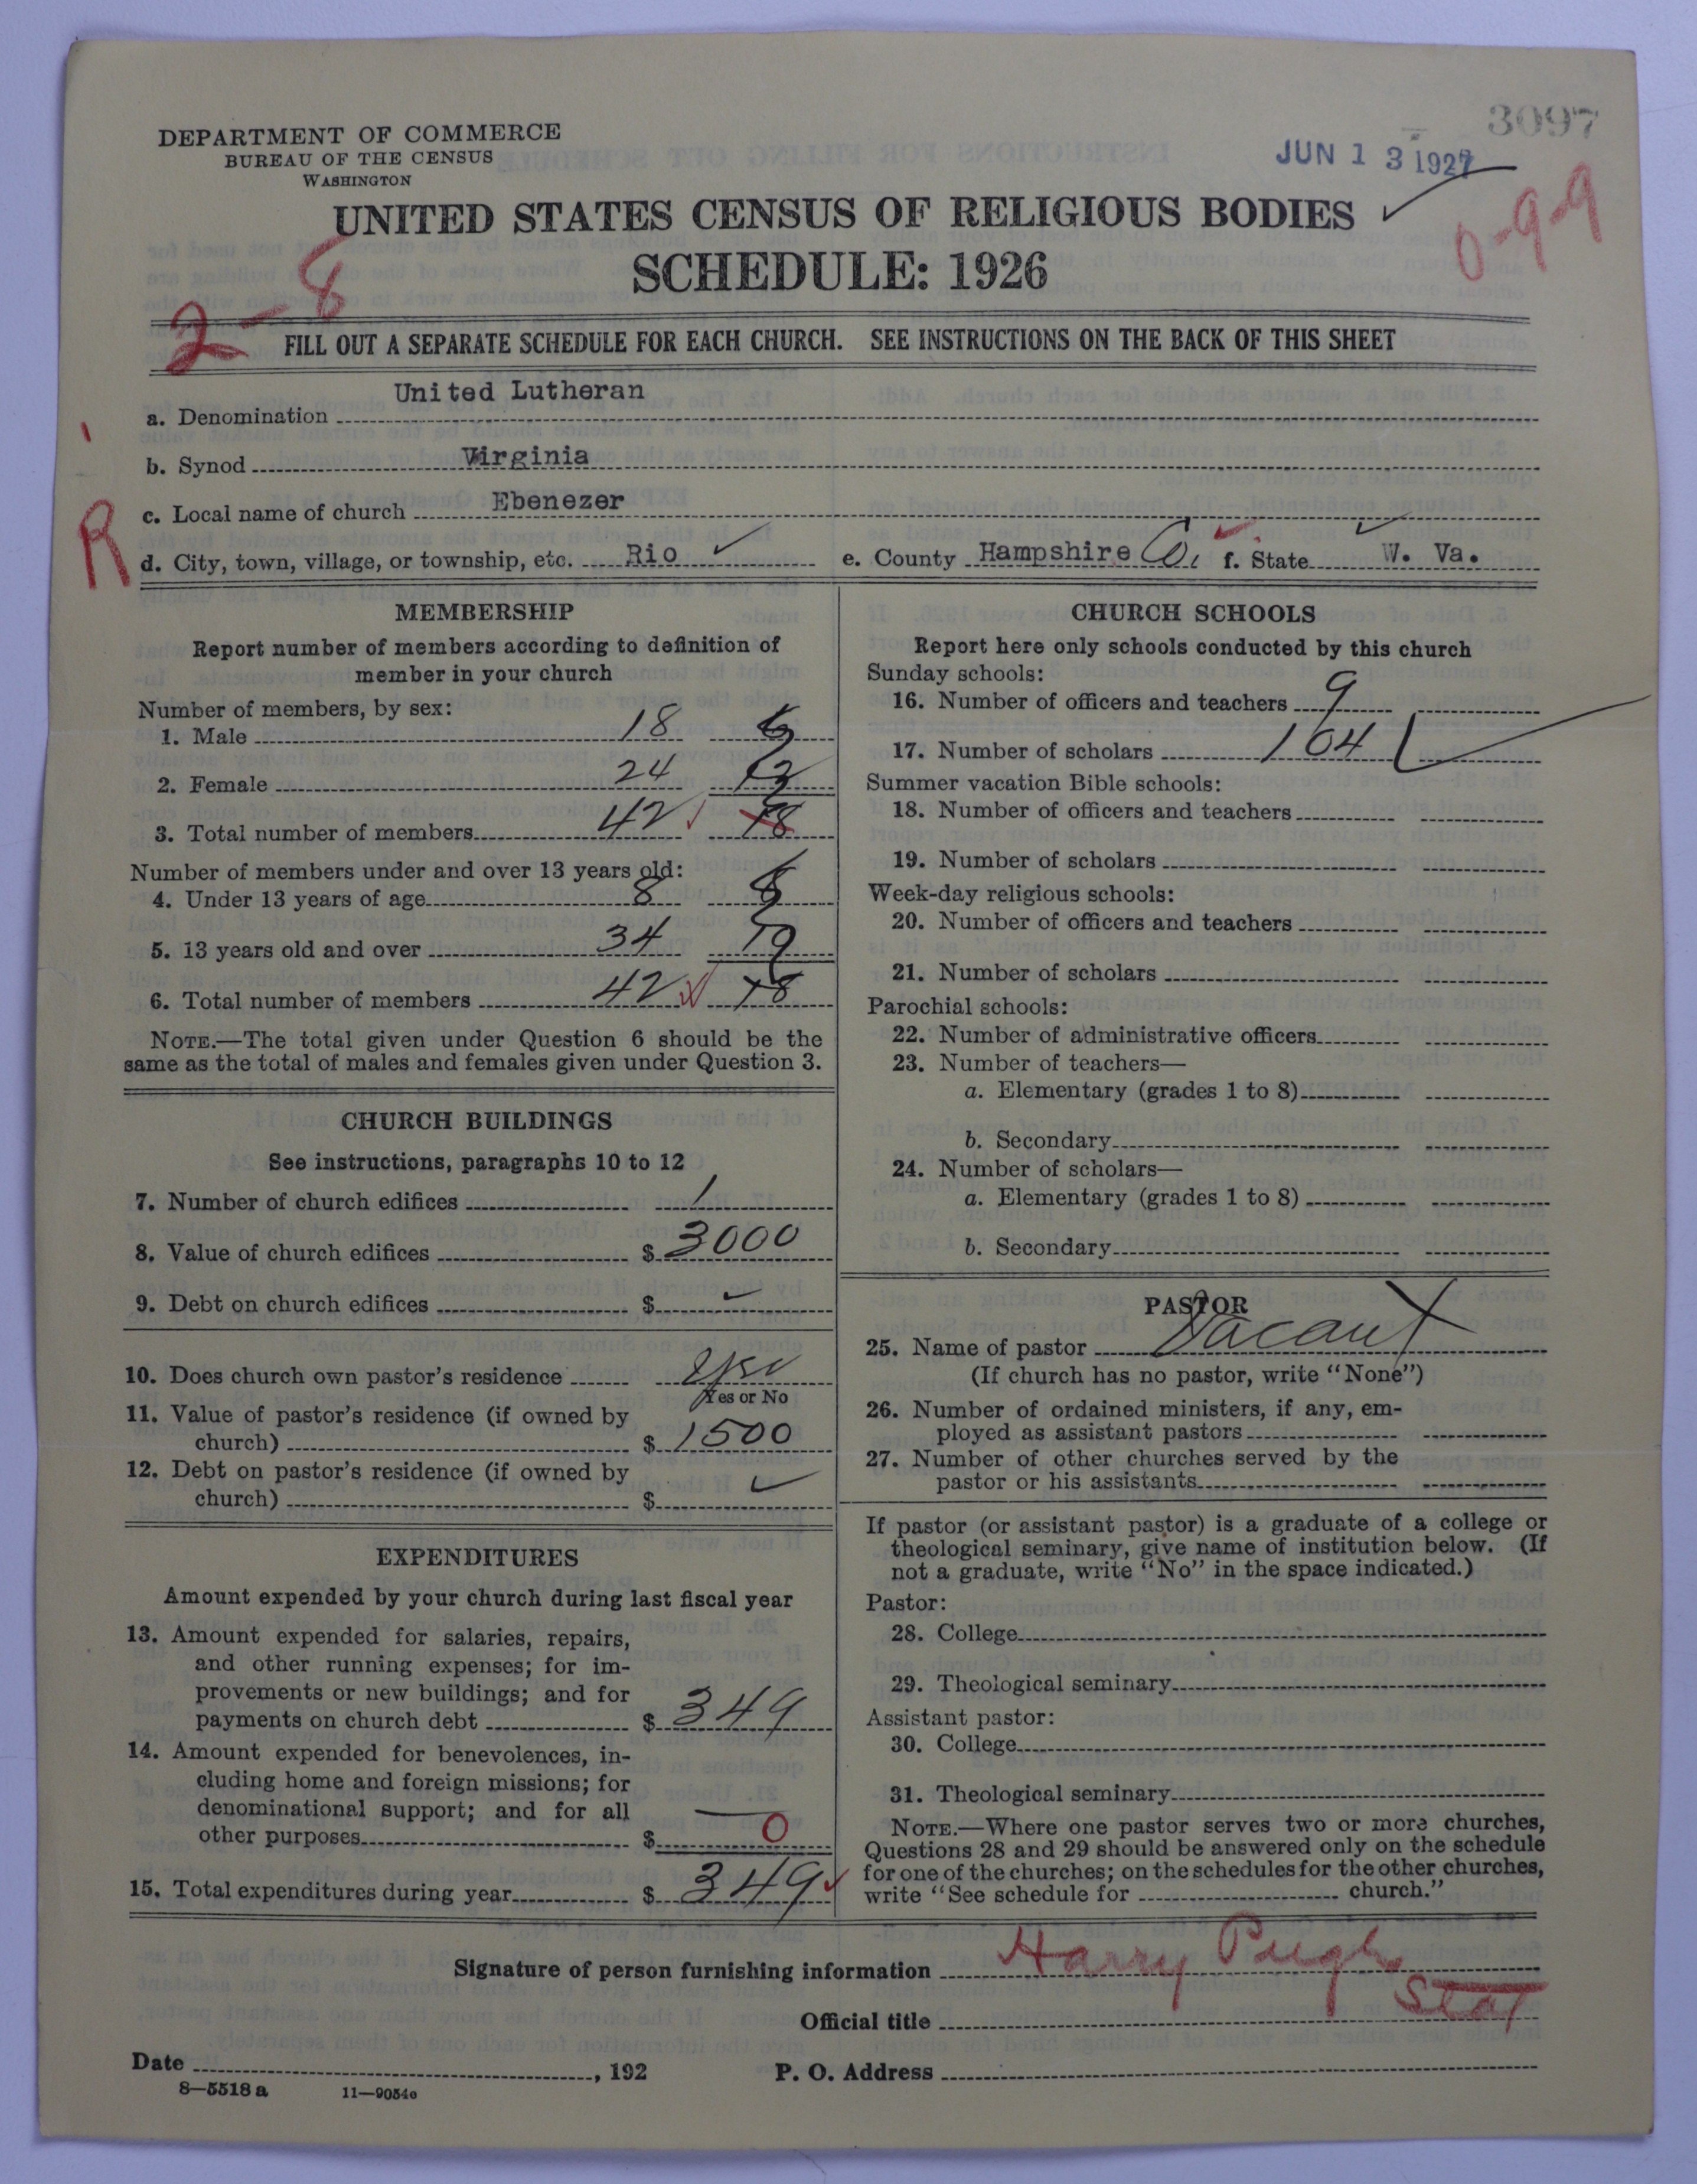 3097
DEPARTMENT OF COMMERCE
BUREAU OF THE CENSUS
WASHINGTON
JUN 13 1927
UNITED STATES CENSUS OF RELIGIOUS BODIES
0-9-9
SCHEDULE: 1926
2-8
FILL OUT A SEPARATE SCHEDULE FOR EACH CHURCH. SEE INSTRUCTIONS ON THE BACK OF THIS SHEET
a. Denomination United Lutheran
b. Synod Virginia
c. Local name of church Ebenezer
R
d. City, town, village, or township, etc. Rio e. County Hampshire Co. f. State W. Va.
MEMBERSHIP
Report number of members according to definition of
member in your church
Number of members, by sex:
1. Male 18 6
2. Female 24 12
3. Total number of members 42 18
Number of members under and over 13 years old:
4. Under 13 years of age 8 8
5. 13 years old and over 34 10
6. Total number of members 42 18
NOTE.—The total given under Question 6 should be the
same as the total of males and females given under Question 3.
CHURCH BUILDINGS
See instructions, paragraphs 10 to 12
7. Number of church edifices 1
8. Value of church edifices $ 3000
9. Debt on church edifices $
10. Does church own pastor's residence yes
Yes or No
11. Value of pastor's residence (if owned by
church) $ 1500
12. Debt on pastor's residence (if owned by
church) $
EXPENDITURES
Amount expended by your church during last fiscal year
13. Amount expended for salaries, repairs,
and other running expenses; for im-
provements or new buildings; and for
payments on church debt $ 349
14. Amount expended for benevolences, in-
cluding home and foreign missions; for
denominational support; and for all
other purposes $ 0
15. Total expenditures during year $ 349
CHURCH SCHOOLS
Report here only schools conducted by this church
Sunday schools:
16. Number of officers and teachers 9
17. Number of scholars 104
Summer vacation Bible schools:
18. Number of officers and teachers
19. Number of scholars
Week-day religious schools:
20. Number of officers and teachers
21. Number of scholars
Parochial schools:
22. Number of administrative officers
23. Number of teachers—
a. Elementary (grades 1 to 8)
b. Secondary
24. Number of scholars—
a. Elementary (grades 1 to 8)
b. Secondary
PASTOR
25. Name of pastor Vacant
(If church has no pastor, write "None")
26. Number of ordained ministers, if any, em-
ployed as assistant pastors
27. Number of other churches served by the
pastor or his assistants
If pastor (or assistant pastor) is a graduate of a college or
theological seminary, give name of institution below. (If
not a graduate, write "No" in the space indicated.)
Pastor:
28. College
29. Theological seminary
Assistant pastor:
30. College
31. Theological seminary
NOTE.—Where one pastor serves two or more churches,
Questions 28 and 29 should be answered only on the schedule
for one of the churches; on the schedules for the other churches,
write "See schedule for church."
Signature of person furnishing information Harry Pugh
Official title Stat
Date , 192 P. O. Address
8—5518 a 11—9054o